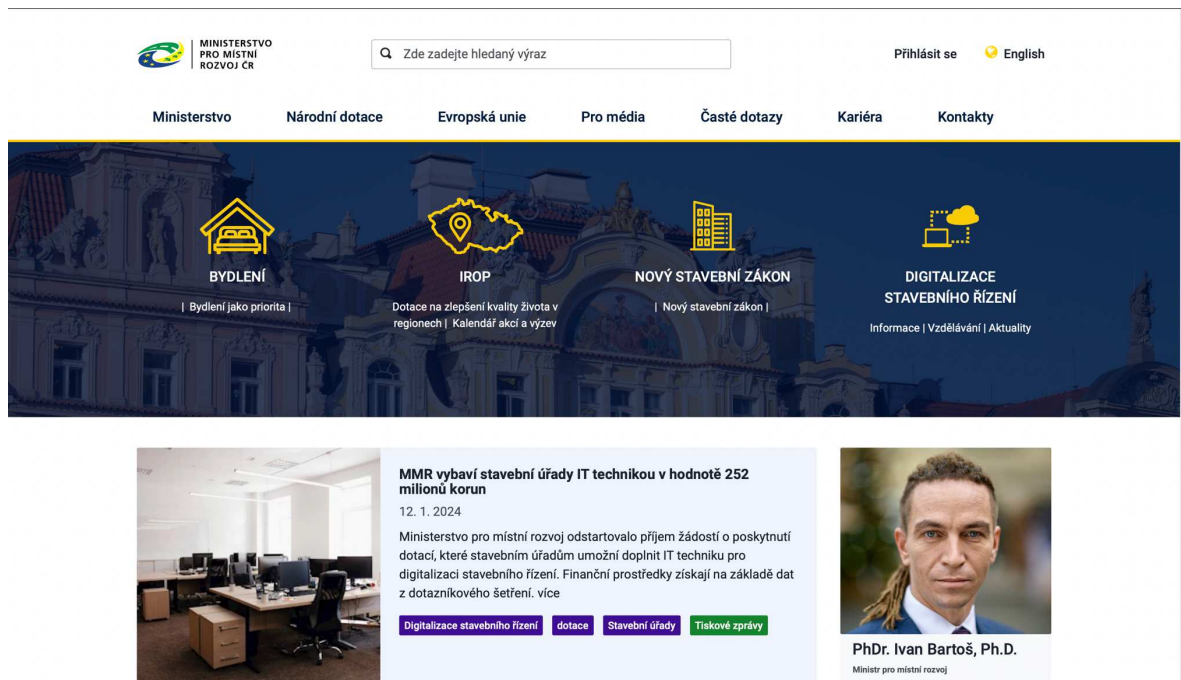 MINISTERSTVO
PRO MÍSTNÍ
ROZVOJ ČR
Zde zadejte hledaný výraz
Přihlásit se
English
Ministerstvo
Národní dotace
Evropská unie
Pro média
Časté dotazy
Kariéra
Kontakty
BYDLENÍ
| Bydlení jako priorita |
IROP
Dotace na zlepšení kvality života v
regionech | Kalendář akcí a výzev
NOVÝ STAVEBNÍ ZÁKON
| Nový stavební zákon |
DIGITALIZACE
STAVEBNÍHO ŘÍZENÍ
Informace | Vzdělávání | Aktuality
MMR vybaví stavební úřady IT technikou v hodnotě 252
milionů korun
12. 1. 2024
Ministerstvo pro místní rozvoj odstartovalo příjem žádostí o poskytnutí
dotací, které stavebním úřadům umožní doplnit IT techniku pro
digitalizaci stavebního řízení. Finanční prostředky získají na základě dat
z dotazníkového šetření. více
Digitalizace stavebního řízení
dotace
Stavební úřady
Tiskové zprávy
PhDr. Ivan Bartoš, Ph.D.
Ministr pro místní rozvoj